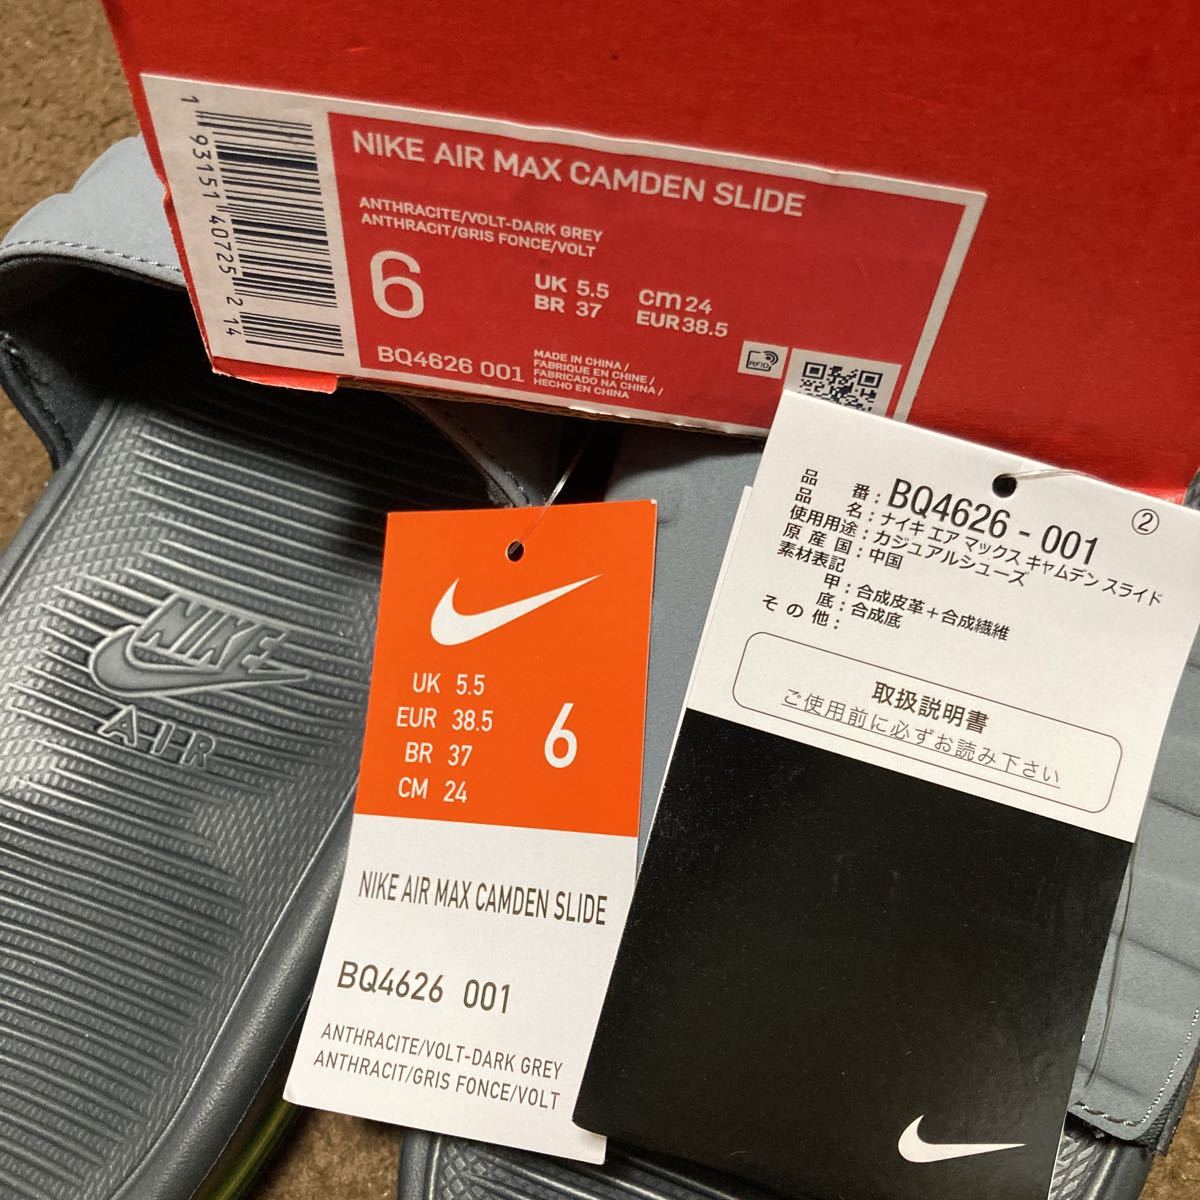 NIKE AIR MAX CAMDEN SLIDE
ANTHRACITE/VOLT-DARK GREY
ANTHRACIT/GRIS FONCE/VOLT
6
UK 5.5
BR 37
cm 24
EUR 38.5
BQ4626 001
MADE IN CHINA /
FABRIQUE EN CHINE /
FABRICADO NA CHINA /
HECHO EN CHINA
RFID
1 93151 40725 2 14
NIKE
AIR
UK 5.5
EUR 38.5
BR 37
CM 24
6
NIKE AIR MAX CAMDEN SLIDE
BQ4626 001
ANTHRACITE/VOLT-DARK GREY
ANTHRACIT/GRIS FONCE/VOLT
②
品番:BQ4626-001
品名:ナイキ エア マックス キャムデン スライド
使用用途:カジュアルシューズ
原産国:中国
素材表記
甲:合成皮革+合成繊維
底:合成底
その他:
取扱説明書
ご使用前に必ずお読み下さい